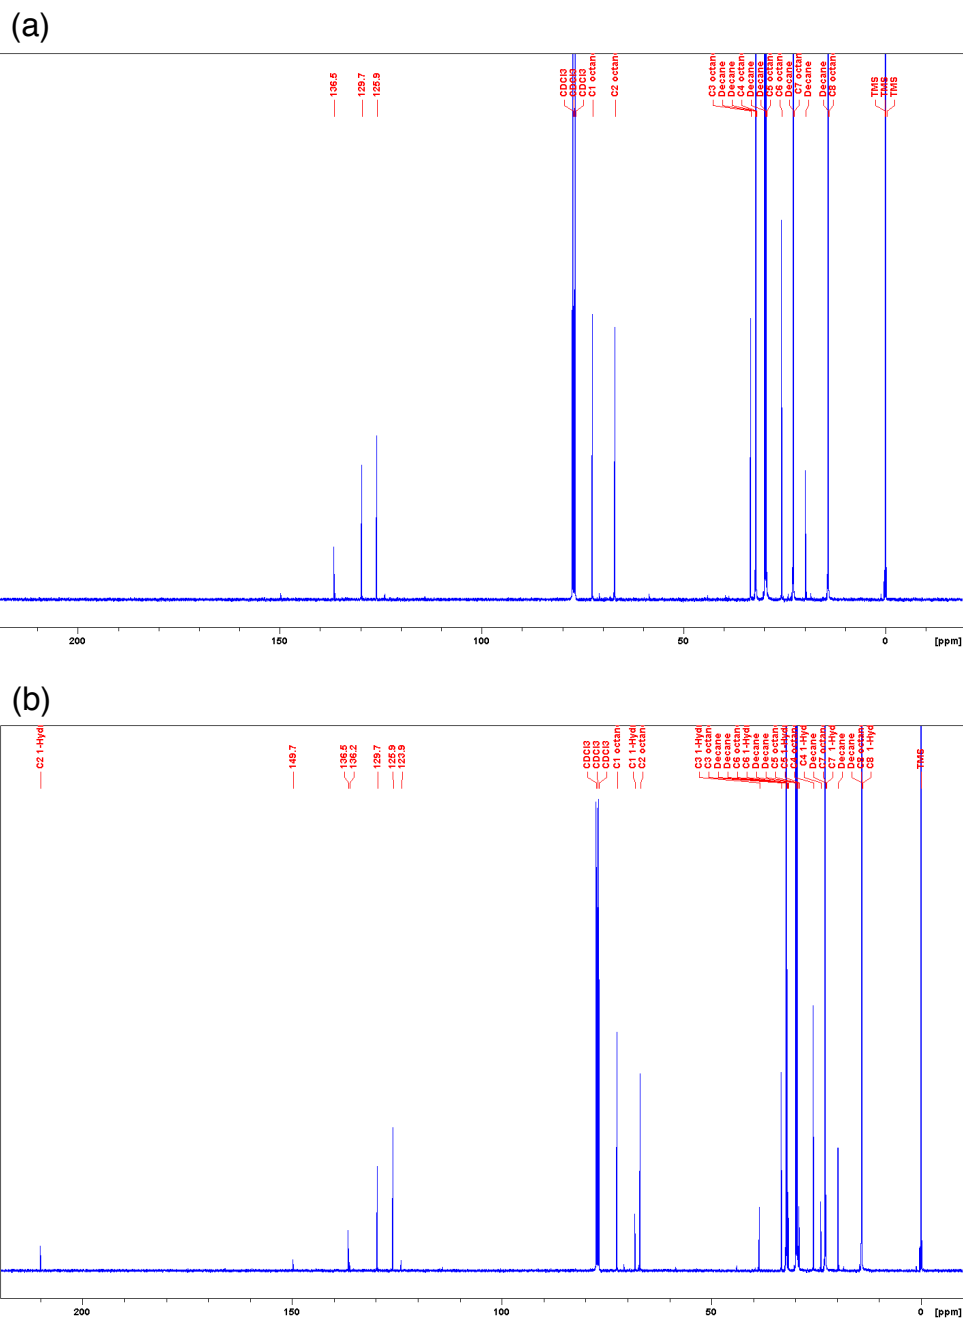 (a)
136.5
129.7
125.9
CDCl3
CDCl3
CDCl3
C1 octan
C2 octan
C3 octan
Decane
Decane
C4 octan
Decane
Decane
C5 octan
C6 octan
Decane
C7 octan
Decane
Decane
C8 octan
TMS
TMS
TMS
200
150
100
50
0
[ppm]
(b)
C2 1-Hyd
149.7
136.5
136.2
129.7
125.9
123.9
CDCl3
CDCl3
CDCl3
C1 octan
C1 1-Hyd
C2 octan
C3 1-Hyd
C3 octan
Decane
Decane
C6 octan
C6 1-Hyd
Decane
Decane
C5 octan
C5 1-Hyd
C4 octan
C4 1-Hyd
Decane
C7 octan
C7 1-Hyd
Decane
Decane
C8 octan
C8 1-Hyd
TMS
200
150
100
50
0
[ppm]